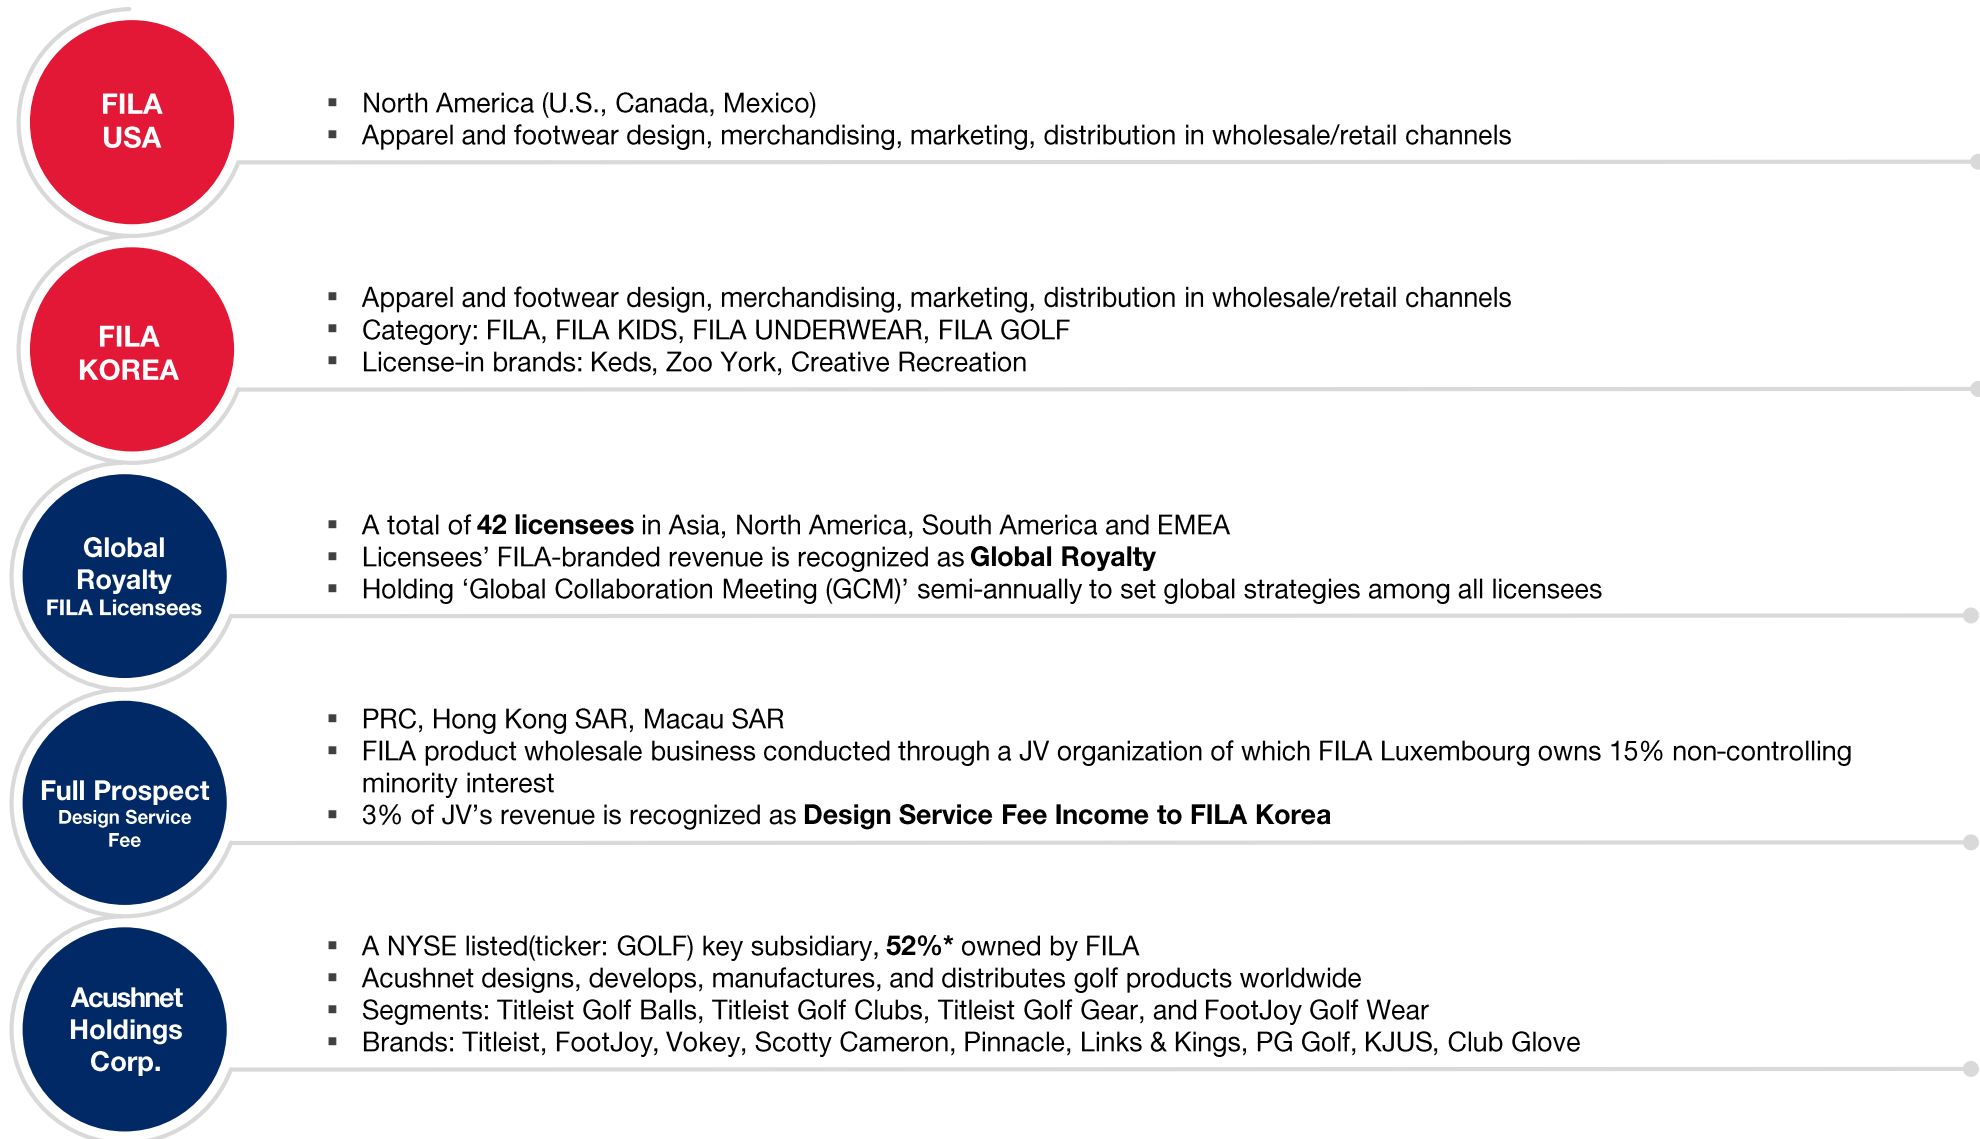 FILA
USA
▪ North America (U.S., Canada, Mexico)
▪ Apparel and footwear design, merchandising, marketing, distribution in wholesale/retail channels
FILA
KOREA
▪ Apparel and footwear design, merchandising, marketing, distribution in wholesale/retail channels
▪ Category: FILA, FILA KIDS, FILA UNDERWEAR, FILA GOLF
▪ License-in brands: Keds, Zoo York, Creative Recreation
Global
Royalty
FILA Licensees
▪ A total of 42 licensees in Asia, North America, South America and EMEA
▪ Licensees’ FILA-branded revenue is recognized as Global Royalty
▪ Holding ‘Global Collaboration Meeting (GCM)’ semi-annually to set global strategies among all licensees
Full Prospect
Design Service
Fee
▪ PRC, Hong Kong SAR, Macau SAR
▪ FILA product wholesale business conducted through a JV organization of which FILA Luxembourg owns 15% non-controlling
minority interest
▪ 3% of JV’s revenue is recognized as Design Service Fee Income to FILA Korea
Acushnet
Holdings
Corp.
▪ A NYSE listed(ticker: GOLF) key subsidiary, 52%* owned by FILA
▪ Acushnet designs, develops, manufactures, and distributes golf products worldwide
▪ Segments: Titleist Golf Balls, Titleist Golf Clubs, Titleist Golf Gear, and FootJoy Golf Wear
▪ Brands: Titleist, FootJoy, Vokey, Scotty Cameron, Pinnacle, Links & Kings, PG Golf, KJUS, Club Glove